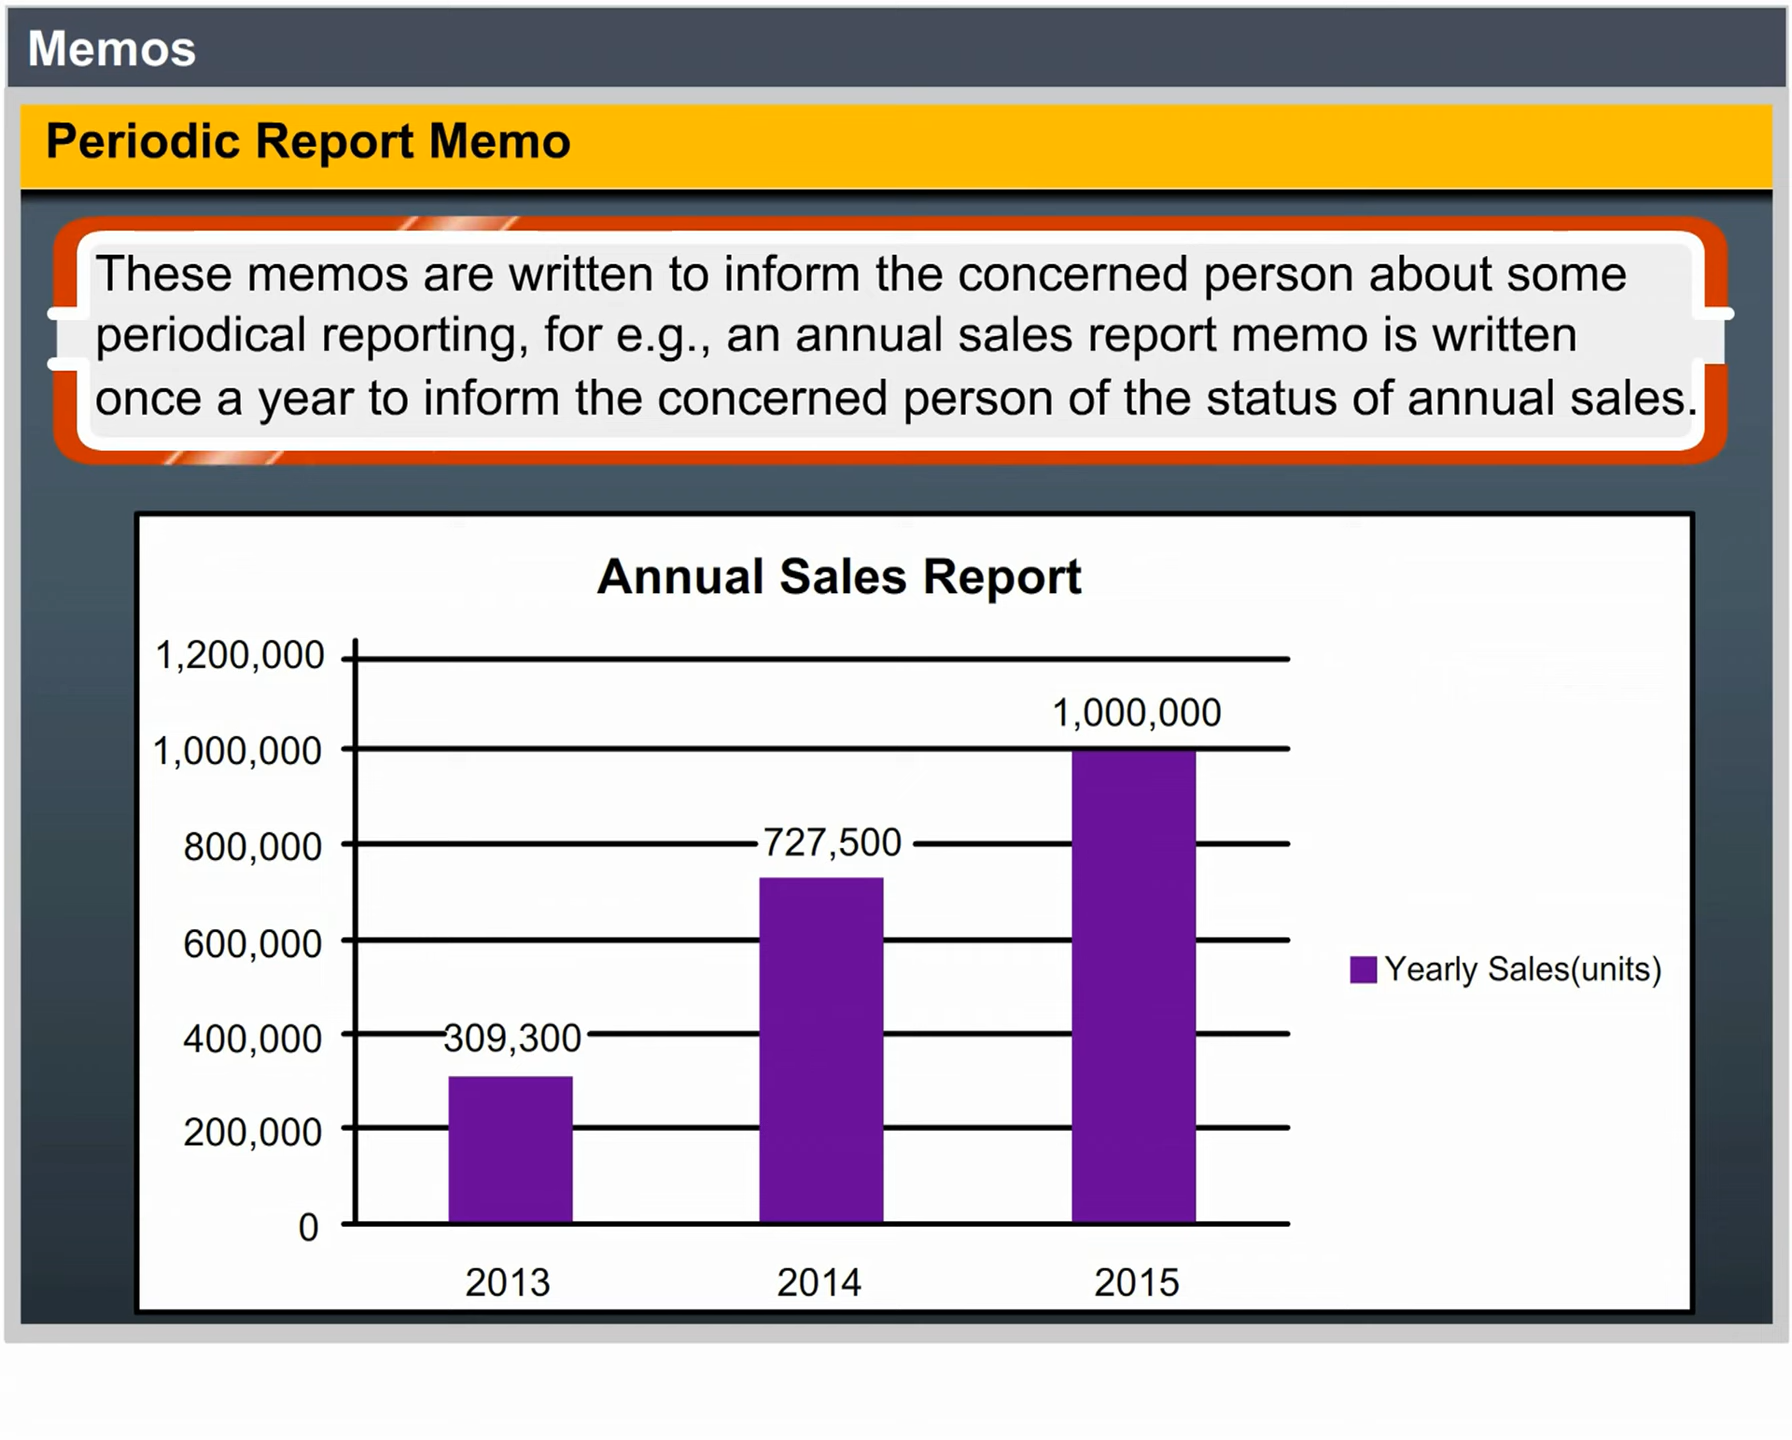 Memos
Periodic Report Memo
These memos are written to inform the concerned person about some
periodical reporting, for e.g., an annual sales report memo is written
once a year to inform the concerned person of the status of annual sales.
Annual Sales Report
1,200,000
1,000,000
1,000,000
800,000
727,500
600,000
Yearly Sales(units)
400,000
309,300
200,000
0
2013 2014 2015